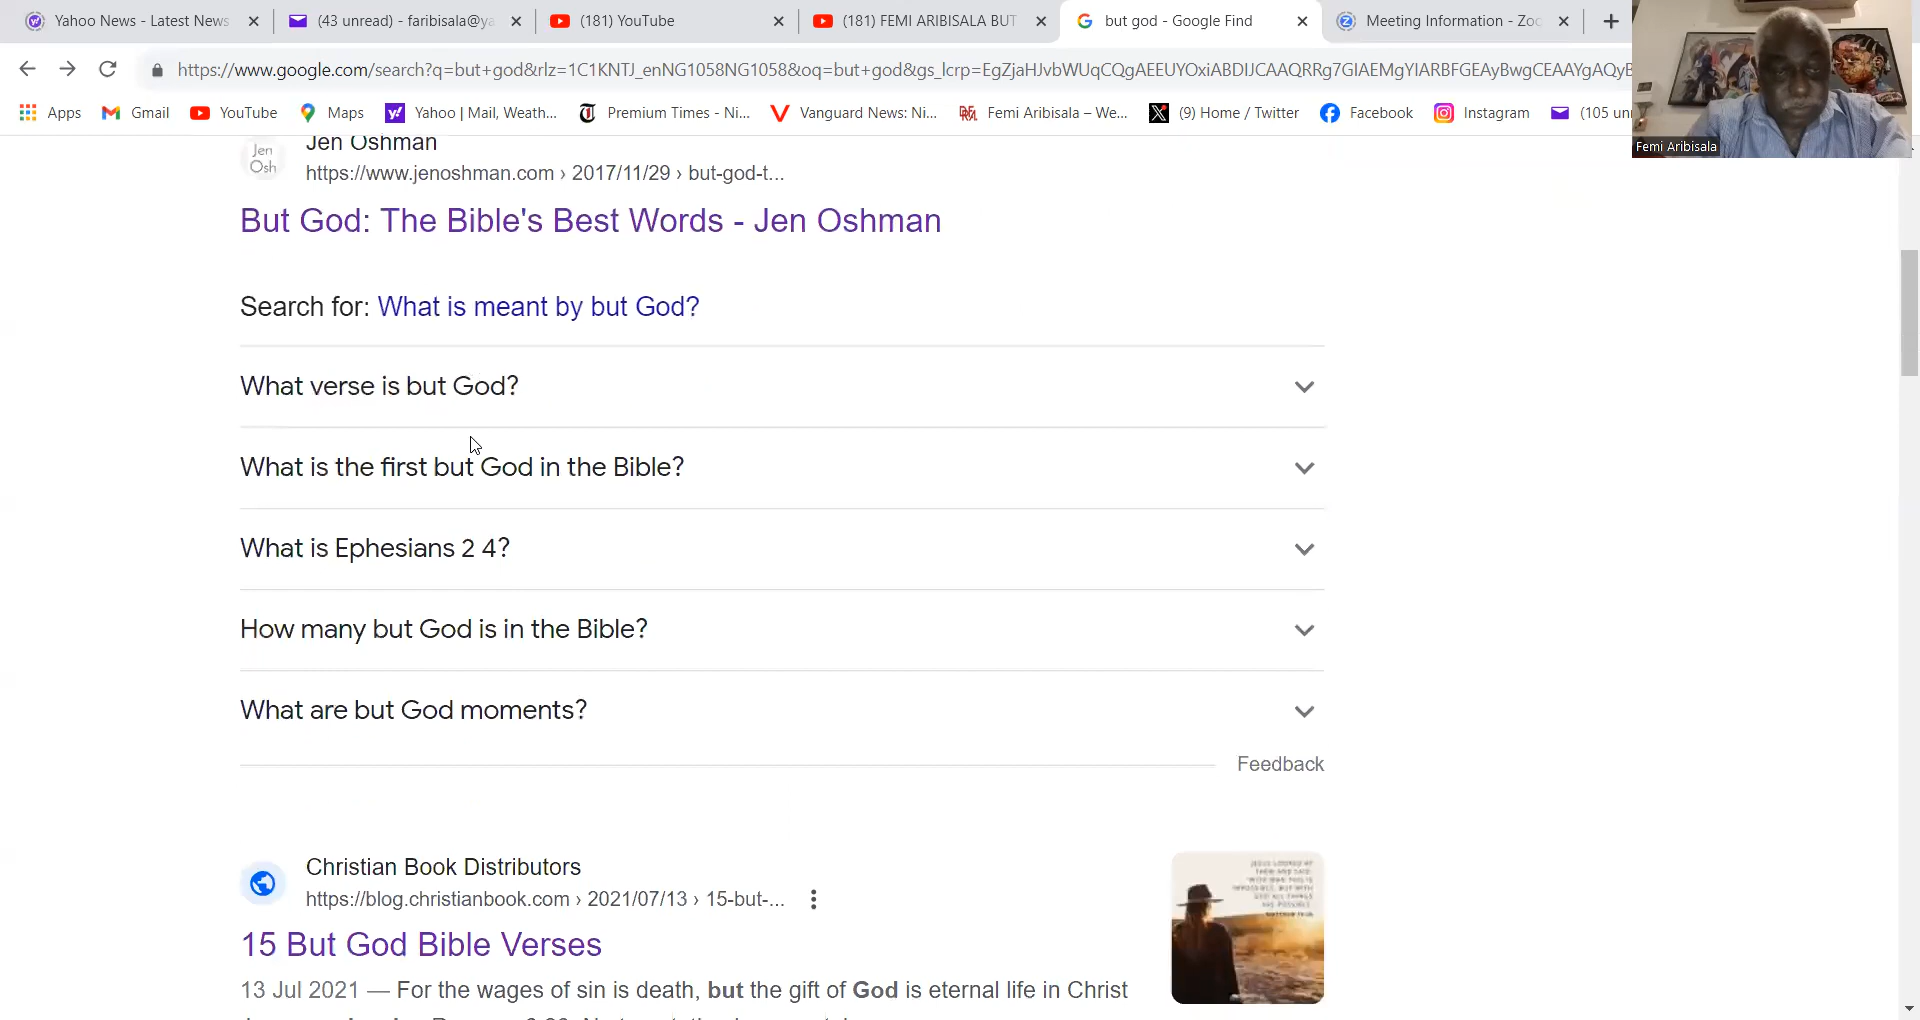 Yahoo News - Latest News
(43 unread) - faribisala@ya
(181) YouTube
(181) FEMI ARIBISALA BUT
but god - Google Find
Meeting Information - Zoo
https://www.google.com/search?q=but+god&rlz=1C1KNTJ_enNG1058NG1058&oq=but+god&gs_lcrp=EgZjaHJvbWUqCQgAEEUYOxiABDIJCAAQRRg7GIAEMgYIARBFGEAyBwgCEAAYgAQyB
Apps
Gmail
YouTube
Maps
Yahoo | Mail, Weath...
Premium Times - Ni...
Vanguard News: Ni...
Femi Aribisala – We...
(9) Home / Twitter
Facebook
Instagram
(105 unr
Femi Aribisala
Jen
Osh
Jen Oshman
https://www.jenoshman.com › 2017/11/29 › but-god-t...
But God: The Bible's Best Words - Jen Oshman
Search for: What is meant by but God?
What verse is but God?
What is the first but God in the Bible?
What is Ephesians 2 4?
How many but God is in the Bible?
What are but God moments?
Feedback
Christian Book Distributors
https://blog.christianbook.com › 2021/07/13 › 15-but-...
15 But God Bible Verses
13 Jul 2021 — For the wages of sin is death, but the gift of God is eternal life in Christ